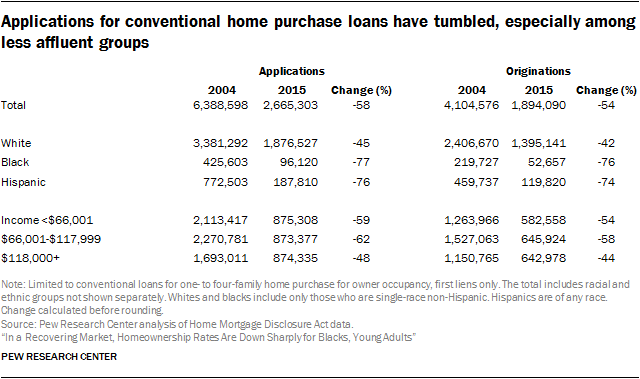 Applications for conventional home purchase loans have tumbled, especially among
less affluent groups
Applications Originations
2004 2015 Change (%) 2004 2015 Change (%)
Total 6,388,598 2,665,303 -58 4,104,576 1,894,090 -54
White 3,381,292 1,876,527 -45 2,406,670 1,395,141 -42
Black 425,603 96,120 -77 219,727 52,657 -76
Hispanic 772,503 187,810 -76 459,737 119,820 -74
Income <$66,001 2,113,417 875,308 -59 1,263,966 582,558 -54
$66,001-$117,999 2,270,781 873,377 -62 1,527,063 645,924 -58
$118,000+ 1,693,011 874,335 -48 1,150,765 642,978 -44
Note: Limited to conventional loans for one- to four-family home purchase for owner occupancy, first liens only. The total includes racial and
ethnic groups not shown separately. Whites and blacks include only those who are single-race non-Hispanic. Hispanics are of any race.
Change calculated before rounding.
Source: Pew Research Center analysis of Home Mortgage Disclosure Act data.
“In a Recovering Market, Homeownership Rates Are Down Sharply for Blacks, Young Adults”
PEW RESEARCH CENTER